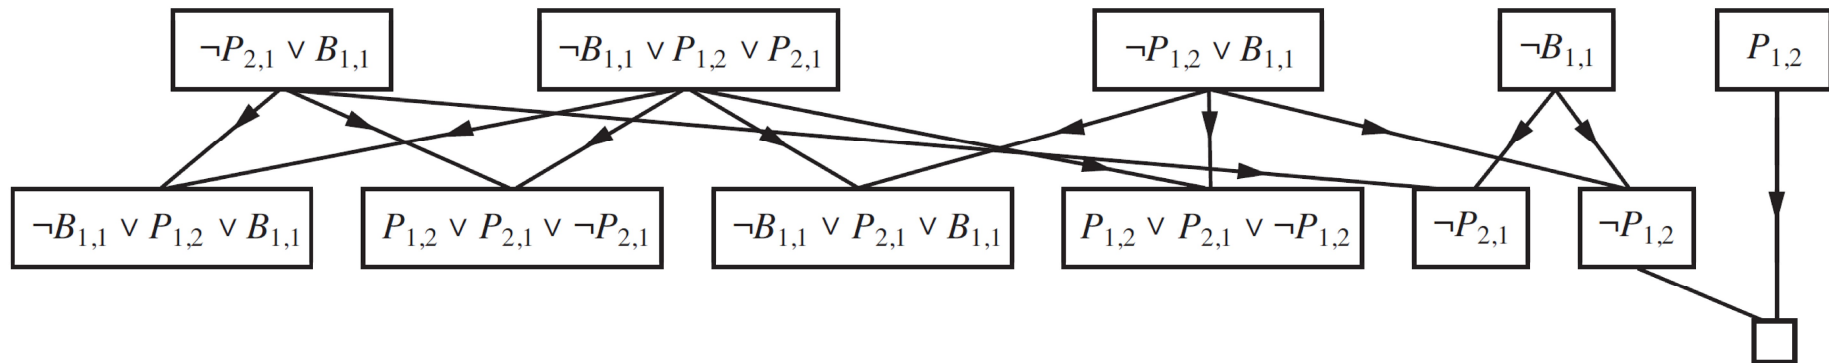 ¬P₂,₁ ∨ B₁,₁ ¬B₁,₁ ∨ P₁,₂ ∨ P₂,₁ ¬P₁,₂ ∨ B₁,₁ ¬B₁,₁ P₁,₂
¬B₁,₁ ∨ P₁,₂ ∨ B₁,₁ P₁,₂ ∨ P₂,₁ ∨ ¬P₂,₁ ¬B₁,₁ ∨ P₂,₁ ∨ B₁,₁ P₁,₂ ∨ P₂,₁ ∨ ¬P₁,₂ ¬P₂,₁ ¬P₁,₂